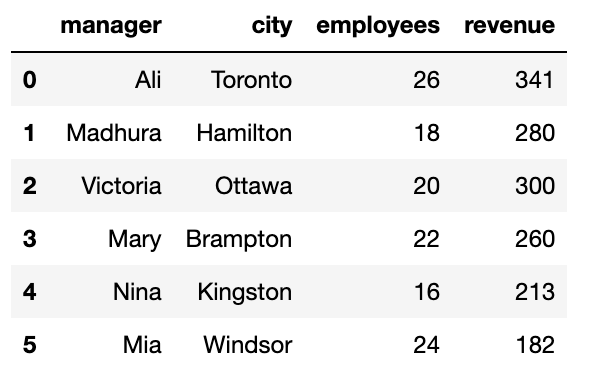 manager city employees revenue
0 Ali Toronto 26 341
1 Madhura Hamilton 18 280
2 Victoria Ottawa 20 300
3 Mary Brampton 22 260
4 Nina Kingston 16 213
5 Mia Windsor 24 182